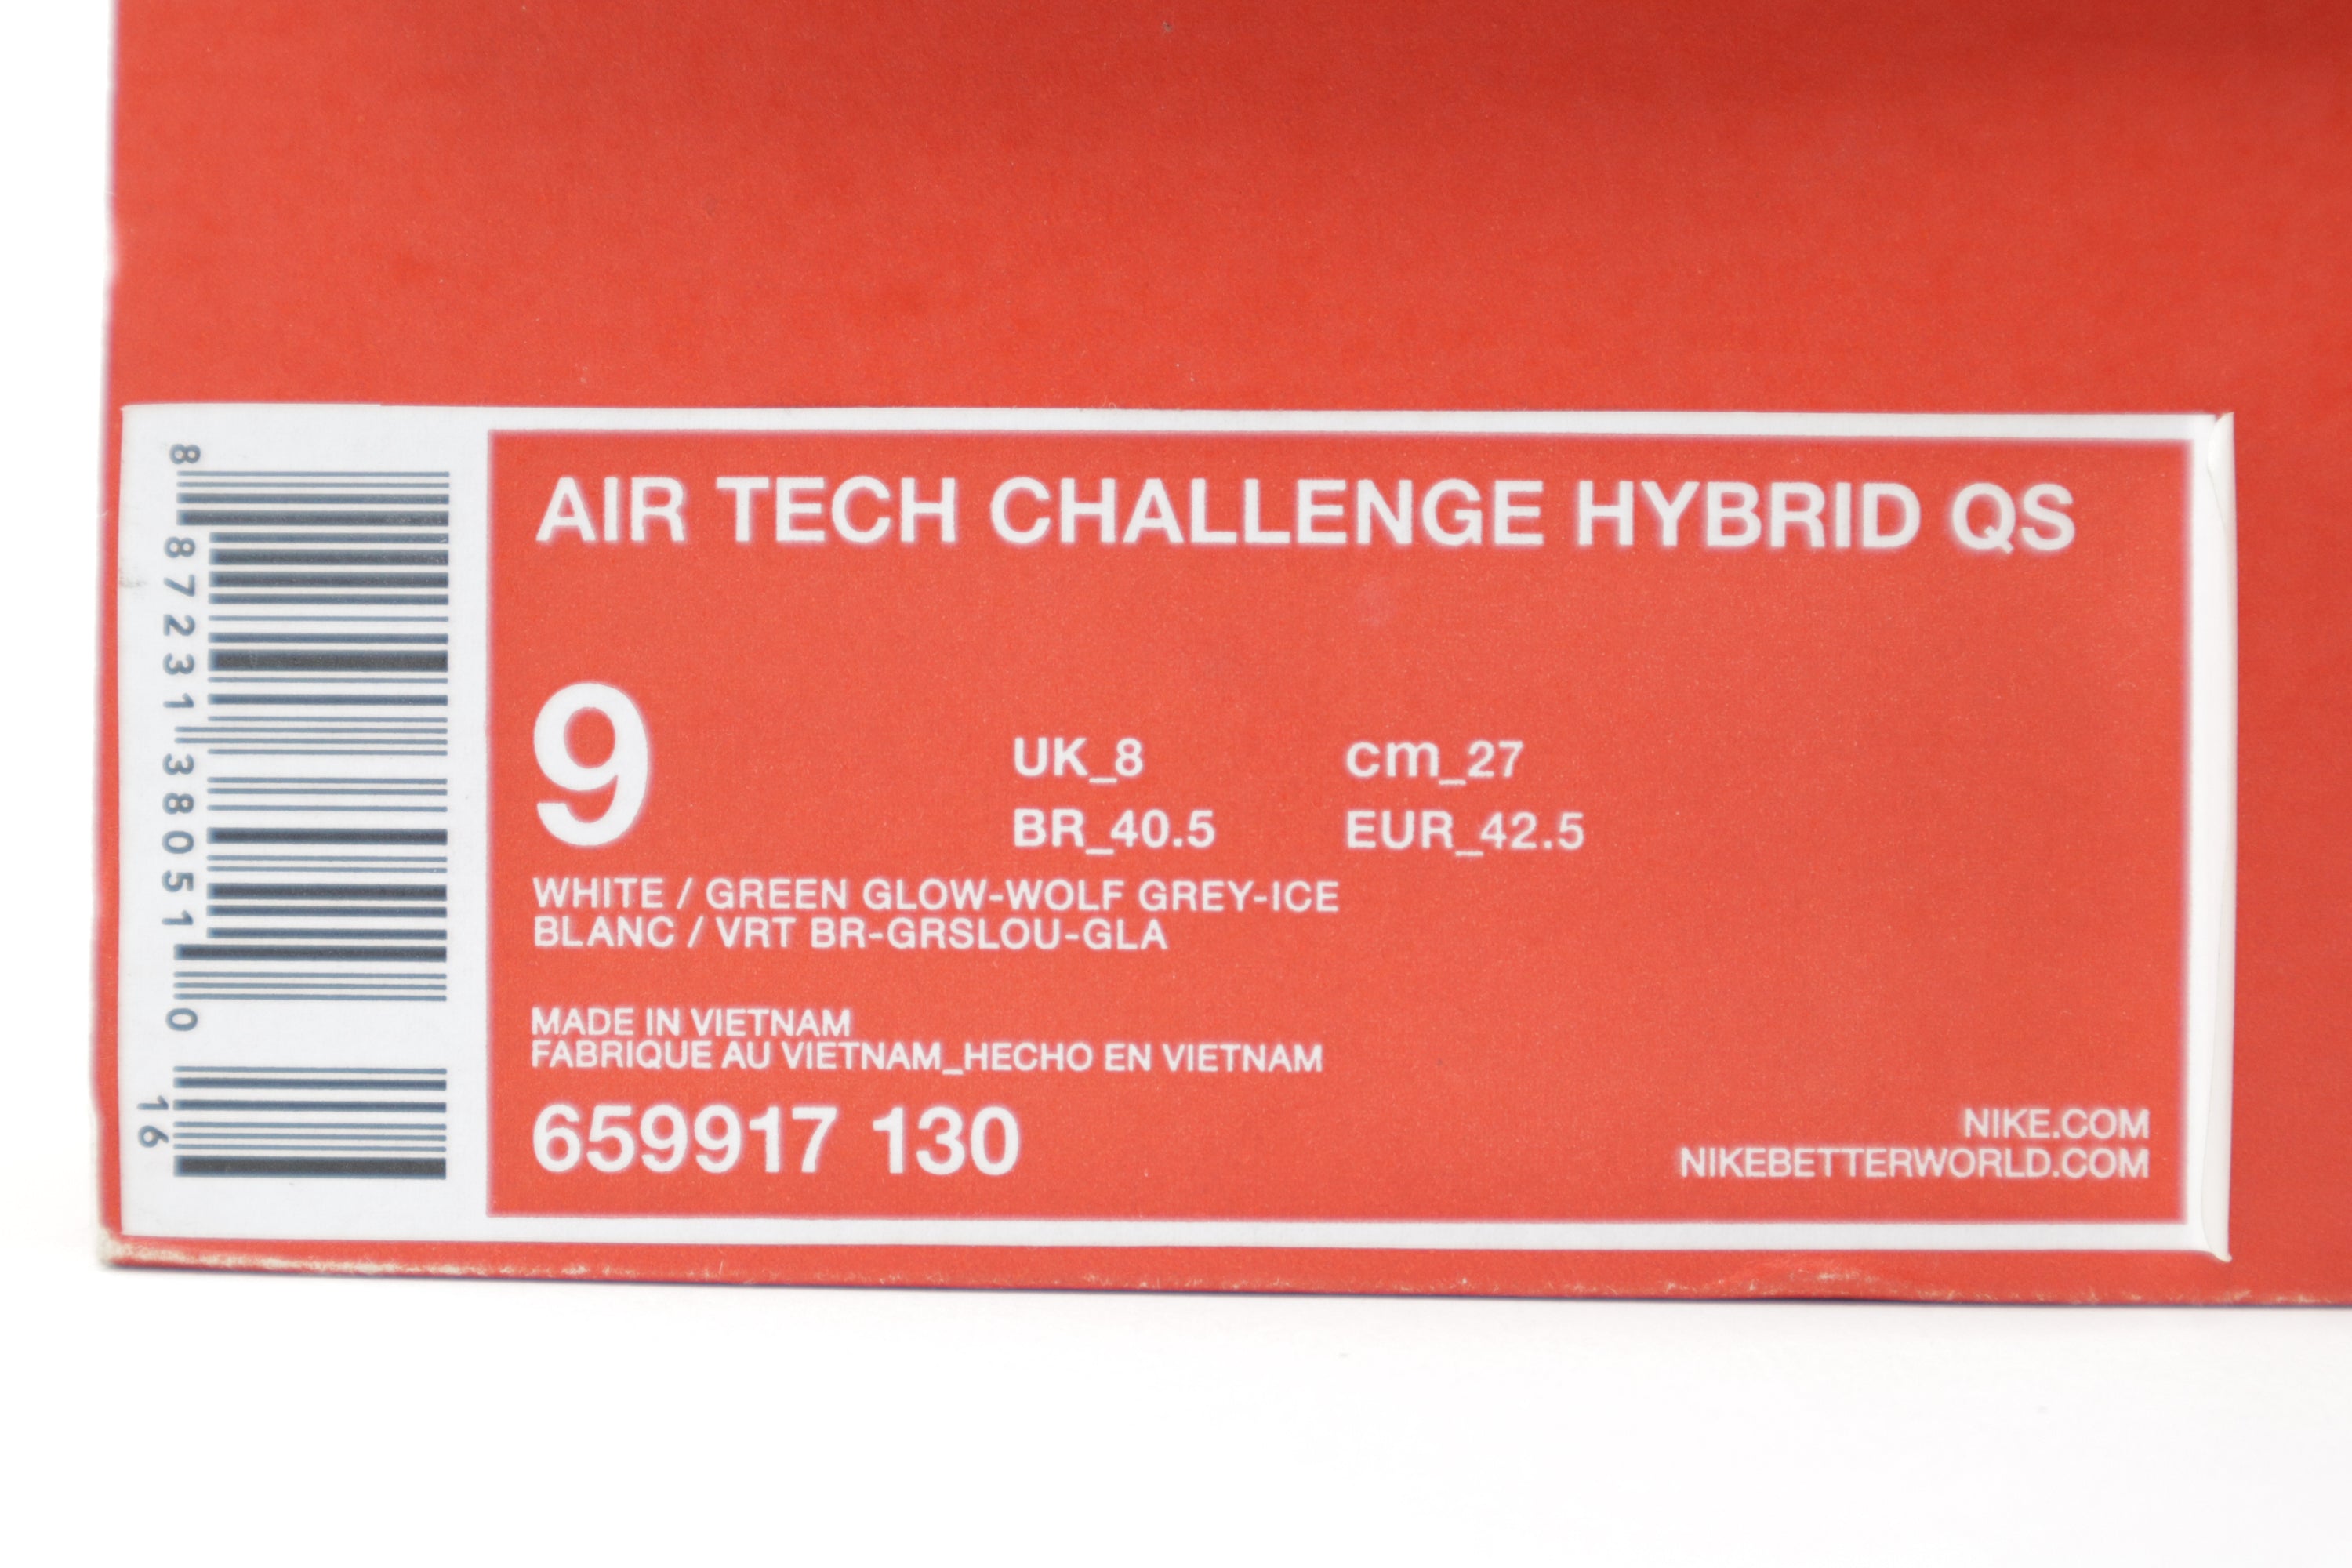 AIR TECH CHALLENGE HYBRID QS
9
UK_8 cm_27
BR_40.5 EUR_42.5
WHITE / GREEN GLOW-WOLF GREY-ICE
BLANC / VRT BR-GRSLOU-GLA
MADE IN VIETNAM
FABRIQUE AU VIETNAM_HECHO EN VIETNAM
659917 130
NIKE.COM
NIKEBETTERWORLD.COM
8 87231 38051 0
16